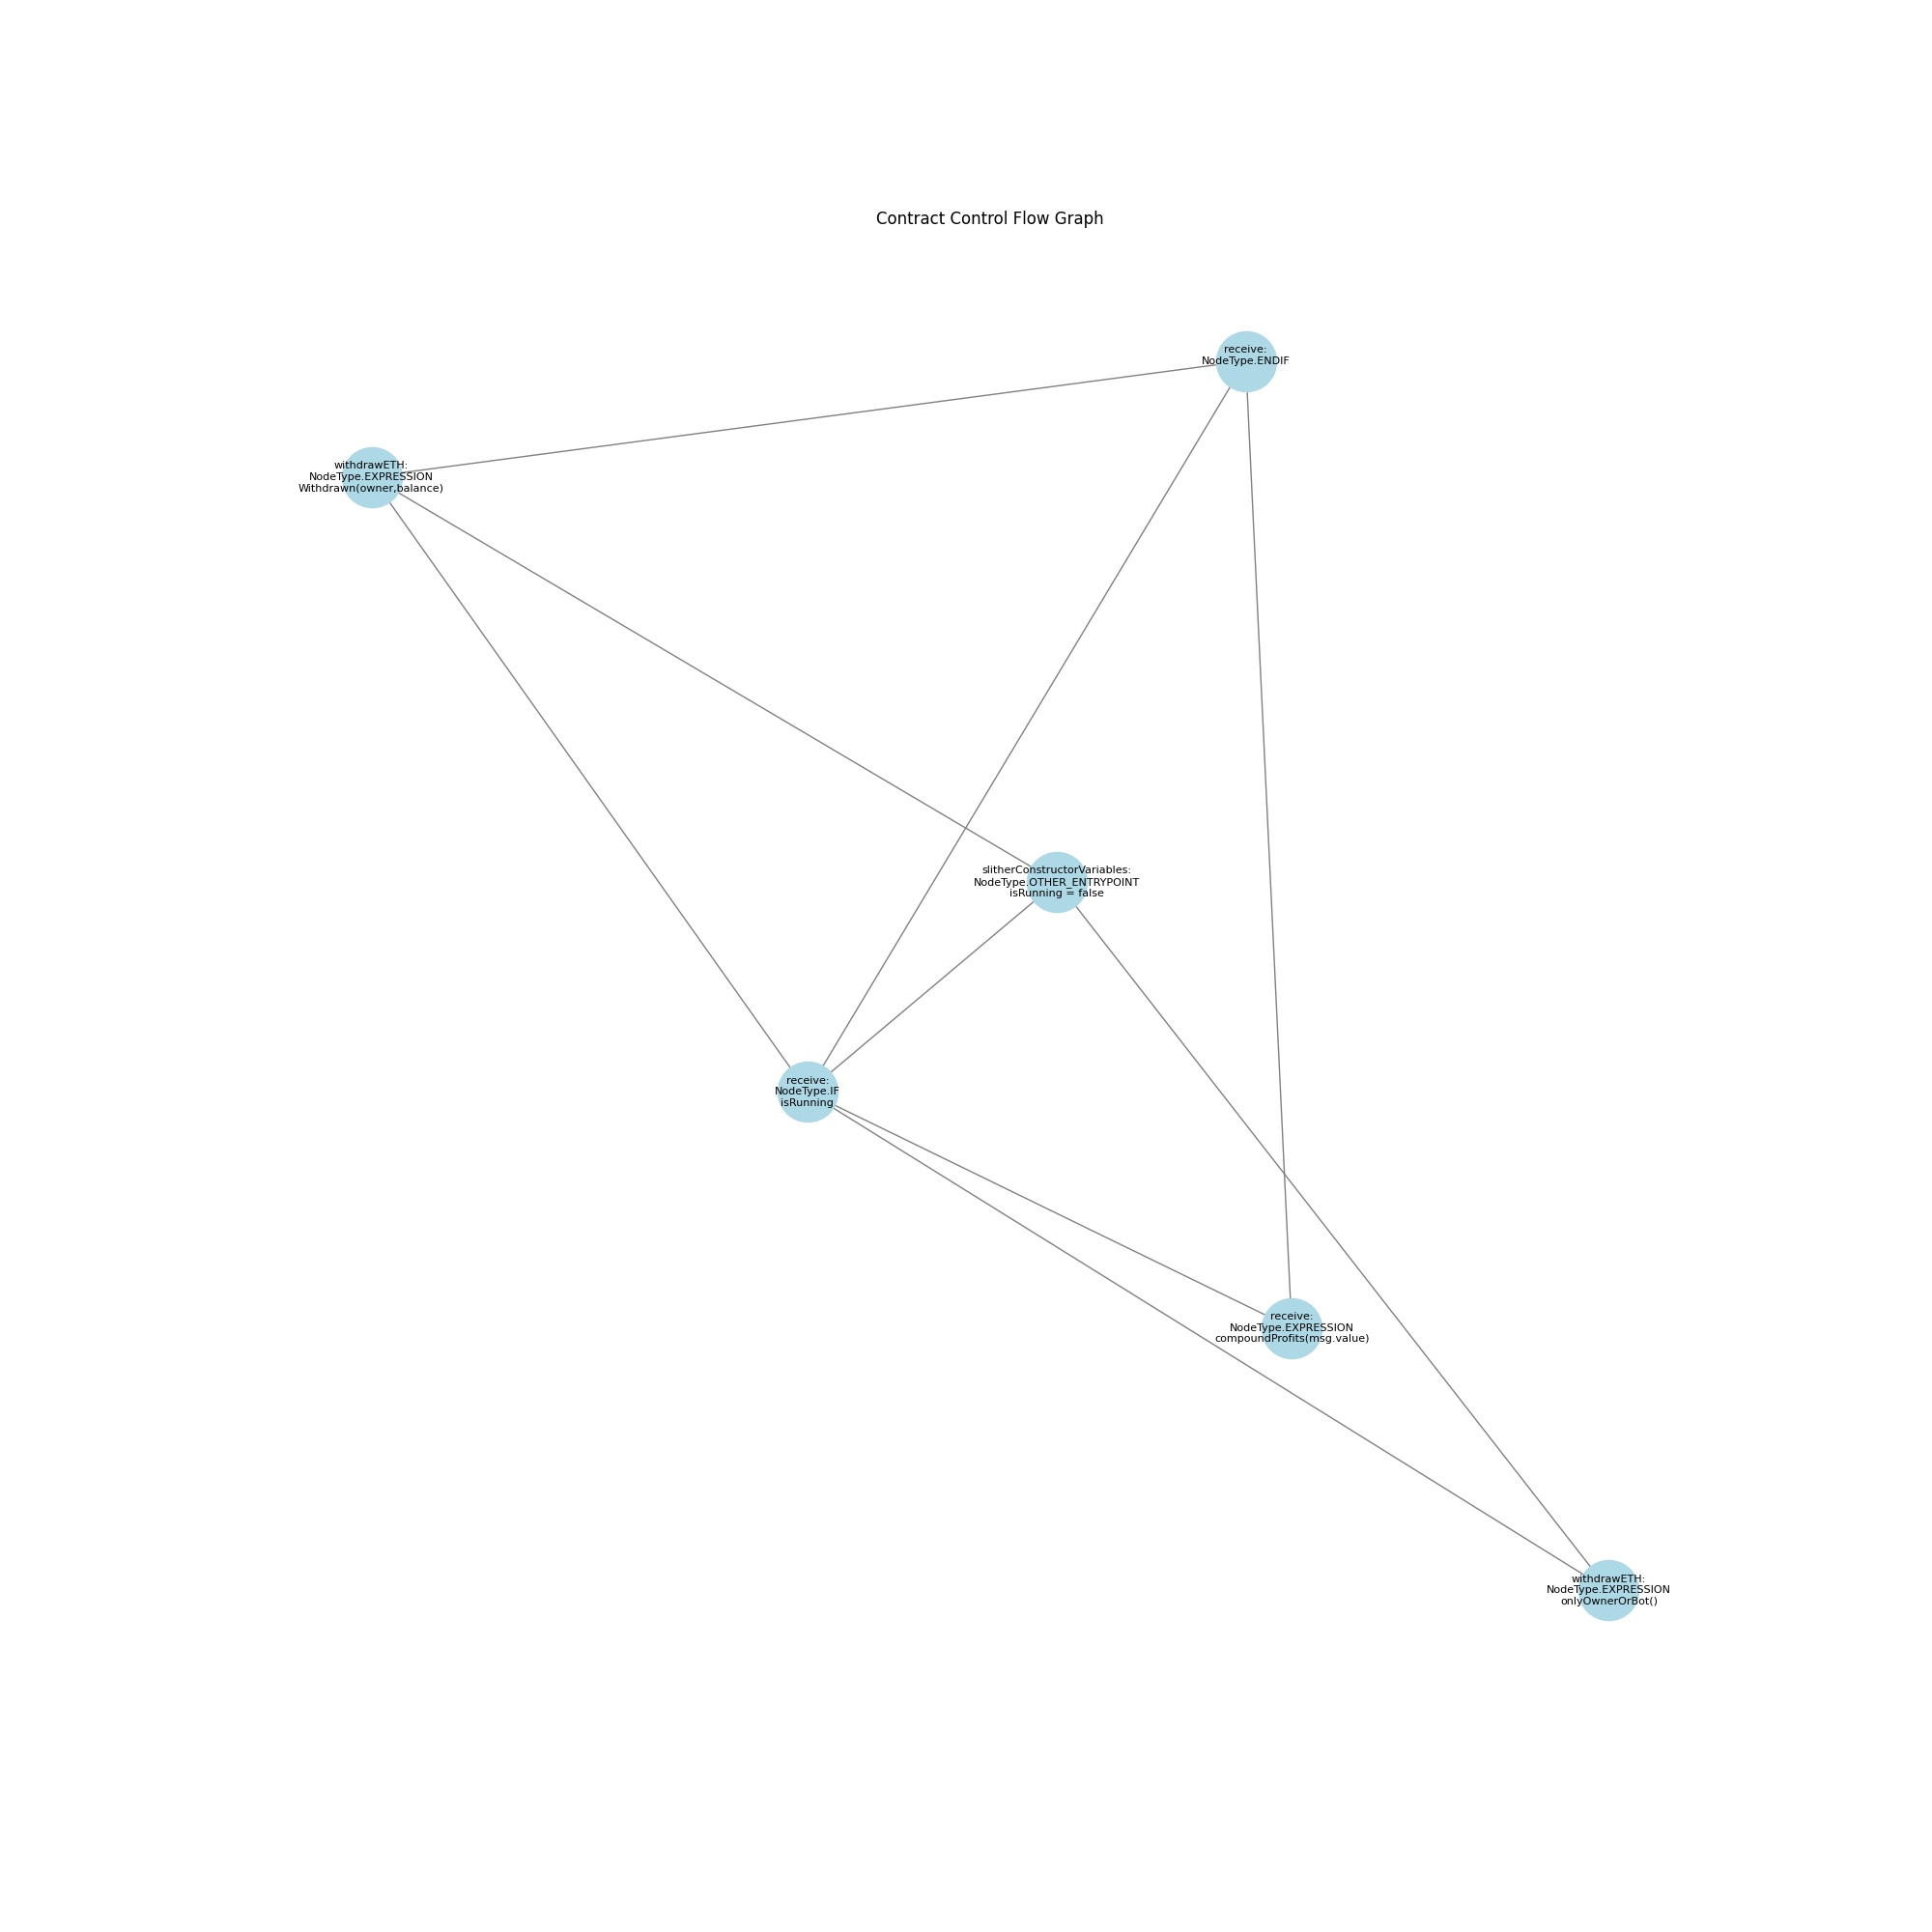 Contract Control Flow Graph
receive:
NodeType.ENDIF
withdrawETH:
NodeType.EXPRESSION
Withdrawn(owner,balance)
slitherConstructorVariables:
NodeType.OTHER_ENTRYPOINT
isRunning = false
receive:
NodeType.IF
isRunning
receive:
NodeType.EXPRESSION
compoundProfits(msg.value)
withdrawETH:
NodeType.EXPRESSION
onlyOwnerOrBot()